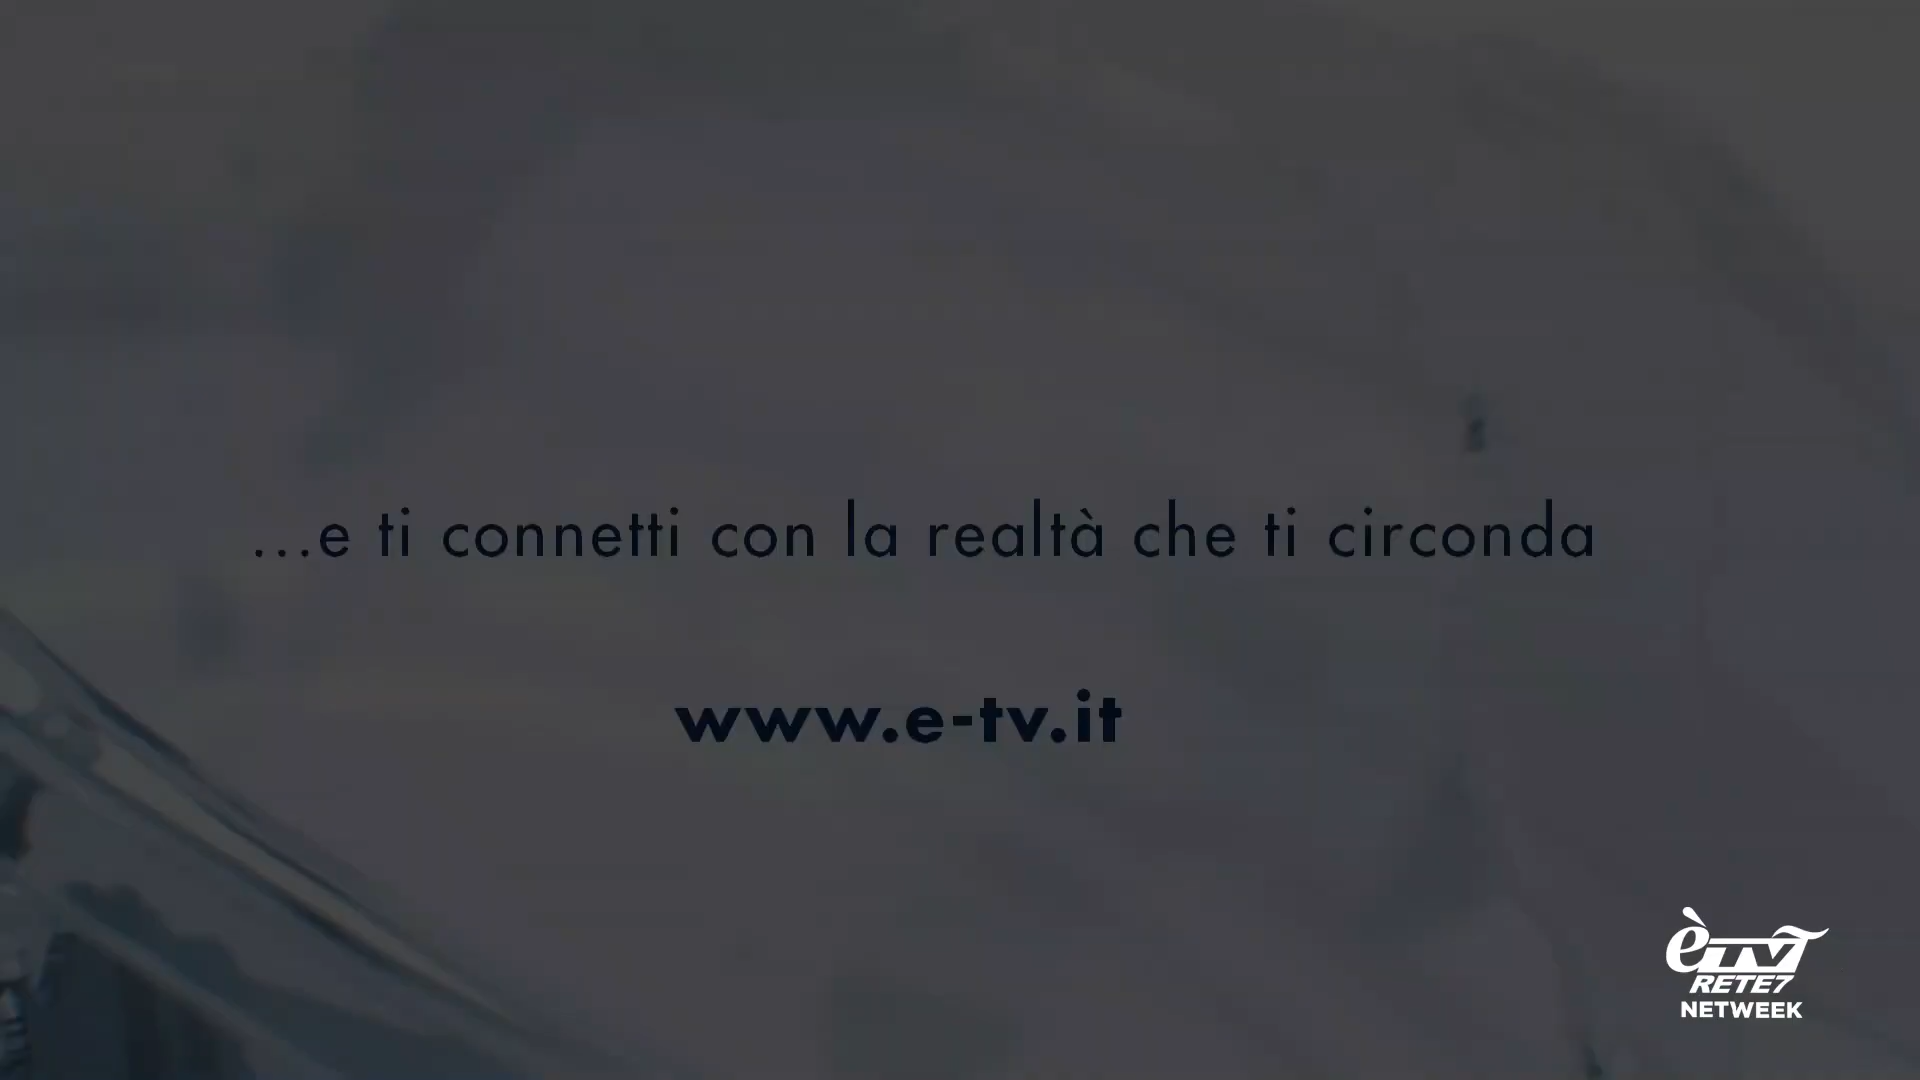 ...e ti connetti con la realtà che ti circonda
www.e-tv.it
èTV
RETE7
NETWEEK